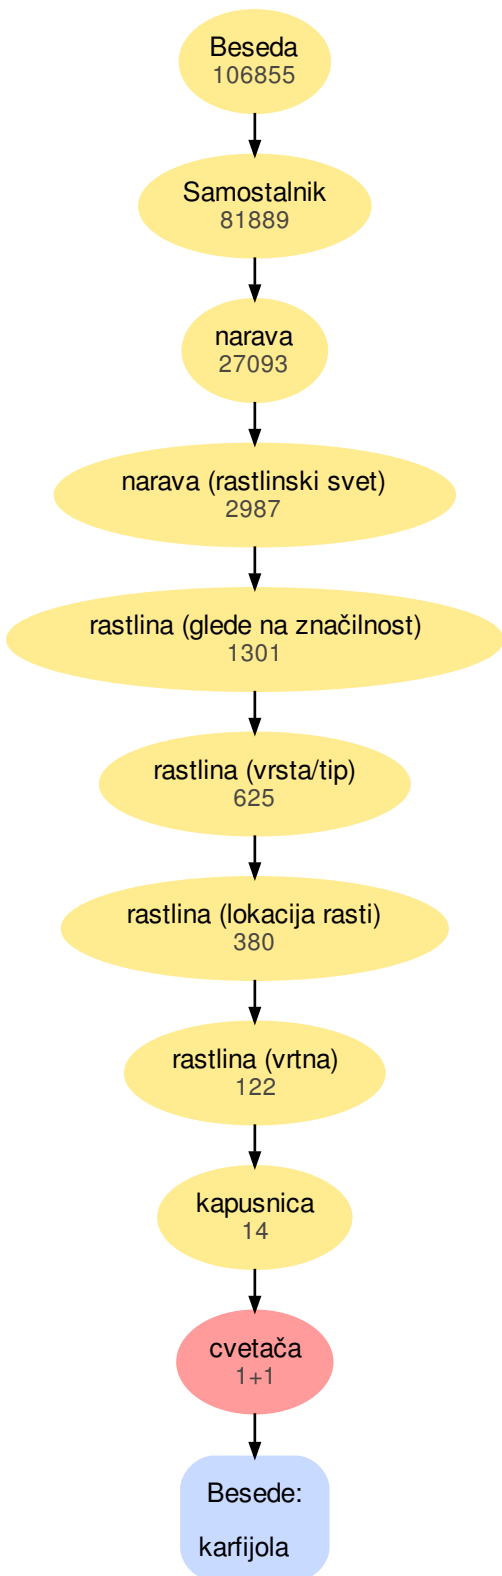 Beseda
106855
Samostalnik
81889
narava
27093
narava (rastlinski svet)
2987
rastlina (glede na značilnost)
1301
rastlina (vrsta/tip)
625
rastlina (lokacija rasti)
380
rastlina (vrtna)
122
kapusnica
14
cvetača
1+1
Besede:
karfijola